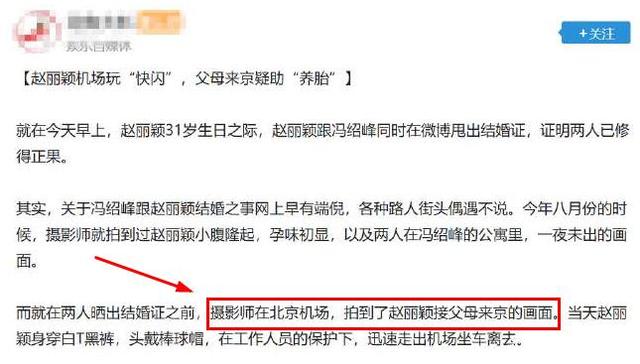 娱乐自媒体
+关注
【赵丽颖机场玩“快闪”，父母来京疑助“养胎”】
就在今天早上，赵丽颖31岁生日之际，赵丽颖跟冯绍峰同时在微博甩出结婚证，证明两人已修
得正果。
其实，关于冯绍峰跟赵丽颖结婚之事网上早有端倪，各种路人街头偶遇不说。今年八月份的时
候，摄影师就拍到过赵丽颖小腹隆起，孕味初显，以及两人在冯绍峰的公寓里，一夜未出的画
面。
而就在两人晒出结婚证之前，摄影师在北京机场，拍到了赵丽颖接父母来京的画面。当天赵丽
颖身穿白T黑裤，头戴棒球帽，在工作人员的保护下，迅速走出机场坐车离去。